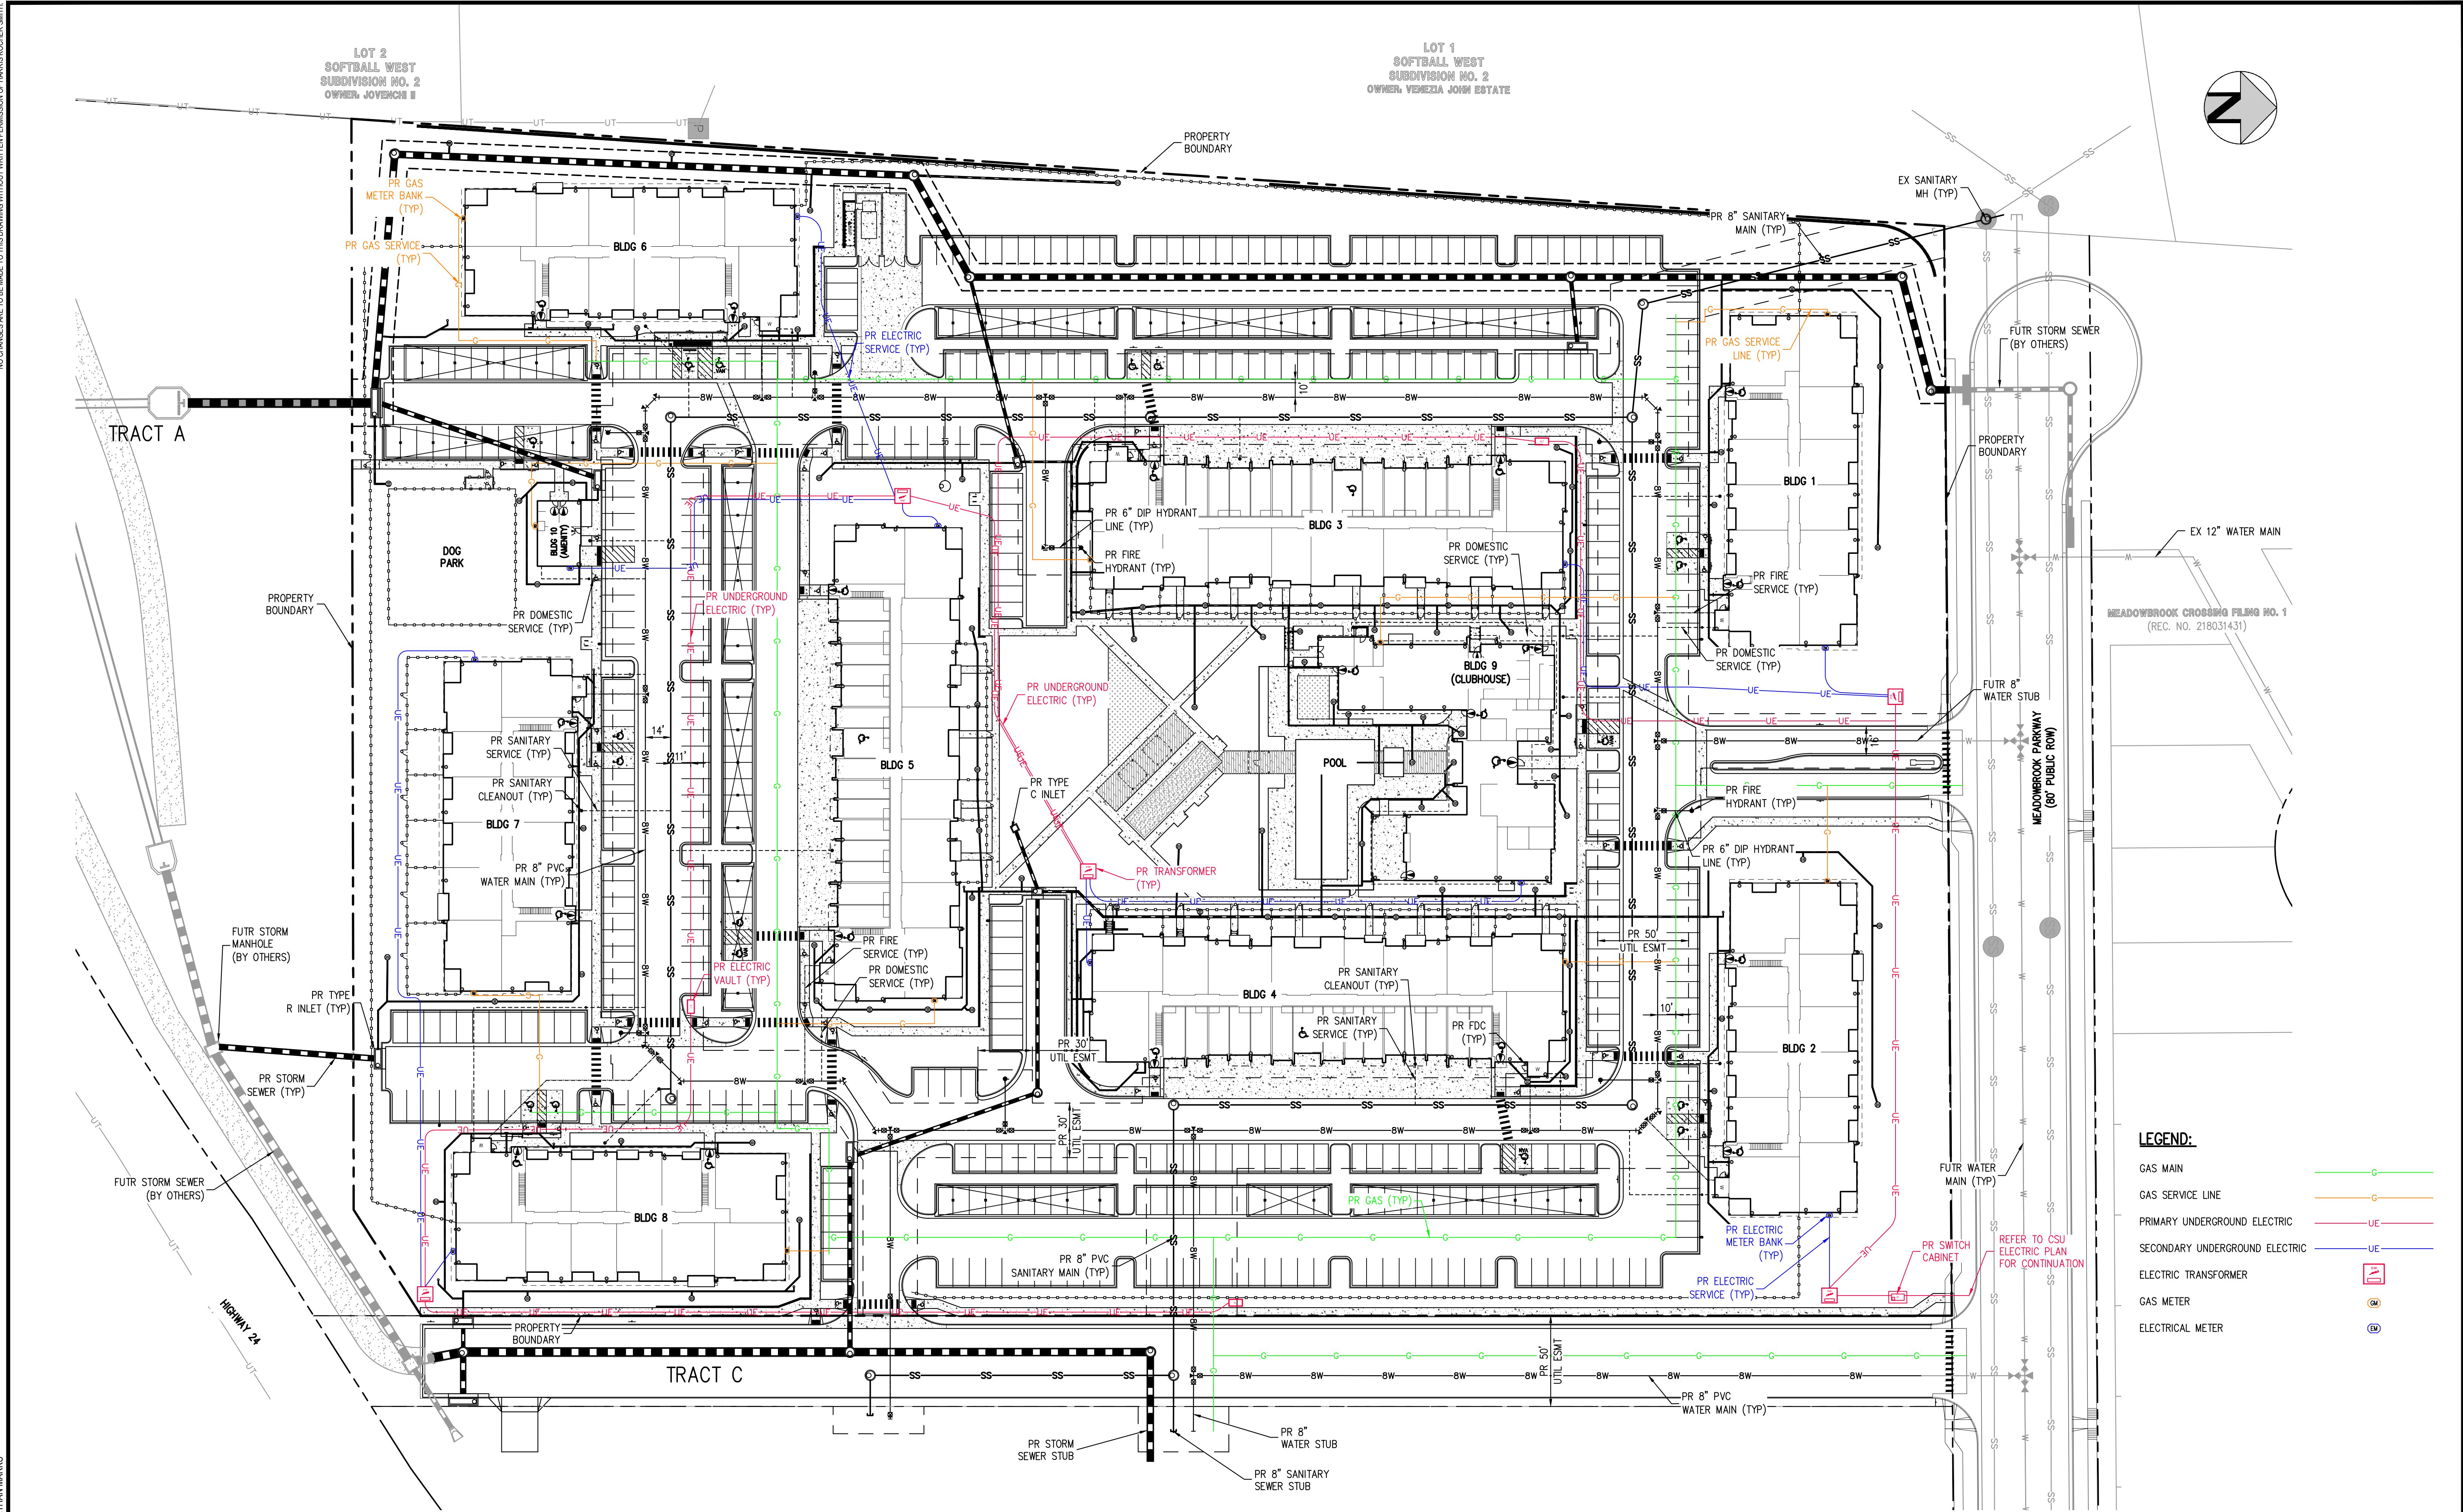 LOT 2
SOFTBALL WEST
SUBDIVISION NO. 2
OWNER: JOVENCHI II
LOT 1
SOFTBALL WEST
SUBDIVISION NO. 2
OWNER: VENEZIA JOHN ESTATE
N
PROPERTY
BOUNDARY
EX SANITARY
MH (TYP)
PR 8" SANITARY
MAIN (TYP)
PR GAS
METER BANK
(TYP)
PR GAS SERVICE
(TYP)
BLDG 6
PR ELECTRIC
SERVICE (TYP)
PR GAS SERVICE
LINE (TYP)
FUTR STORM SEWER
(BY OTHERS)
VAN
10'
TRACT A
PROPERTY
BOUNDARY
BLDG 1
BLDG 3
PR 6" DIP HYDRANT
LINE (TYP)
PR FIRE
HYDRANT (TYP)
PR DOMESTIC
SERVICE (TYP)
EX 12" WATER MAIN
BLDG 10
(AMENITY)
DOG
PARK
PR FIRE
SERVICE (TYP)
PROPERTY
BOUNDARY
PR DOMESTIC
SERVICE (TYP)
PR UNDERGROUND
ELECTRIC (TYP)
MEADOWBROOK CROSSING FILING NO. 1
(REC. NO. 218031431)
PR DOMESTIC
SERVICE (TYP)
BLDG 9
(CLUBHOUSE)
PR UNDERGROUND
ELECTRIC (TYP)
FUTR 8"
WATER STUB
14'
11'
16'
PR SANITARY
SERVICE (TYP)
PR SANITARY
CLEANOUT (TYP)
BLDG 5
POOL
MEADOWBROOK PARKWAY
(80' PUBLIC ROW)
PR TYPE
C INLET
PR FIRE
HYDRANT (TYP)
BLDG 7
PR 8" PVC
WATER MAIN (TYP)
PR 6" DIP HYDRANT
LINE (TYP)
PR TRANSFORMER
(TYP)
FUTR STORM
MANHOLE
(BY OTHERS)
PR FIRE
SERVICE (TYP)
PR DOMESTIC
SERVICE (TYP)
PR ELECTRIC
VAULT (TYP)
PR 50'
UTIL ESMT
PR SANITARY
CLEANOUT (TYP)
BLDG 4
PR TYPE
R INLET (TYP)
10'
PR SANITARY
SERVICE (TYP)
PR FDC
(TYP)
BLDG 2
PR 30'
UTIL ESMT
PR STORM
SEWER (TYP)
PR 30'
UTIL ESMT
FUTR STORM SEWER
(BY OTHERS)
FUTR WATER
MAIN (TYP)
BLDG 8
PR GAS (TYP)
PR ELECTRIC
METER BANK
(TYP)
PR SWITCH
CABINET
REFER TO CSU
ELECTRIC PLAN
FOR CONTINUATION
PR 8" PVC
SANITARY MAIN (TYP)
PR ELECTRIC
SERVICE (TYP)
HIGHWAY 24
PROPERTY
BOUNDARY
TRACT C
PR 50'
UTIL ESMT
PR 8" PVC
WATER MAIN (TYP)
PR STORM
SEWER STUB
PR 8"
WATER STUB
PR 8" SANITARY
SEWER STUB
LEGEND:
GAS MAIN G
GAS SERVICE LINE G
PRIMARY UNDERGROUND ELECTRIC UE
SECONDARY UNDERGROUND ELECTRIC UE
ELECTRIC TRANSFORMER
GAS METER GM
ELECTRICAL METER EM